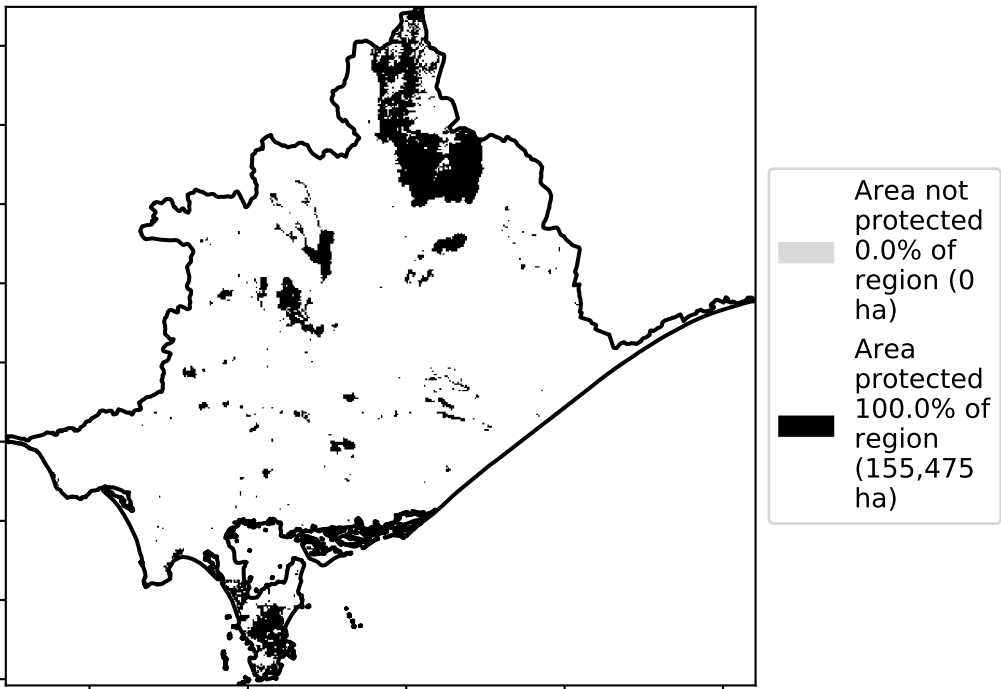 Area not
protected
0.0% of
region (0
ha)
Area
protected
100.0% of
region
(155,475
ha)